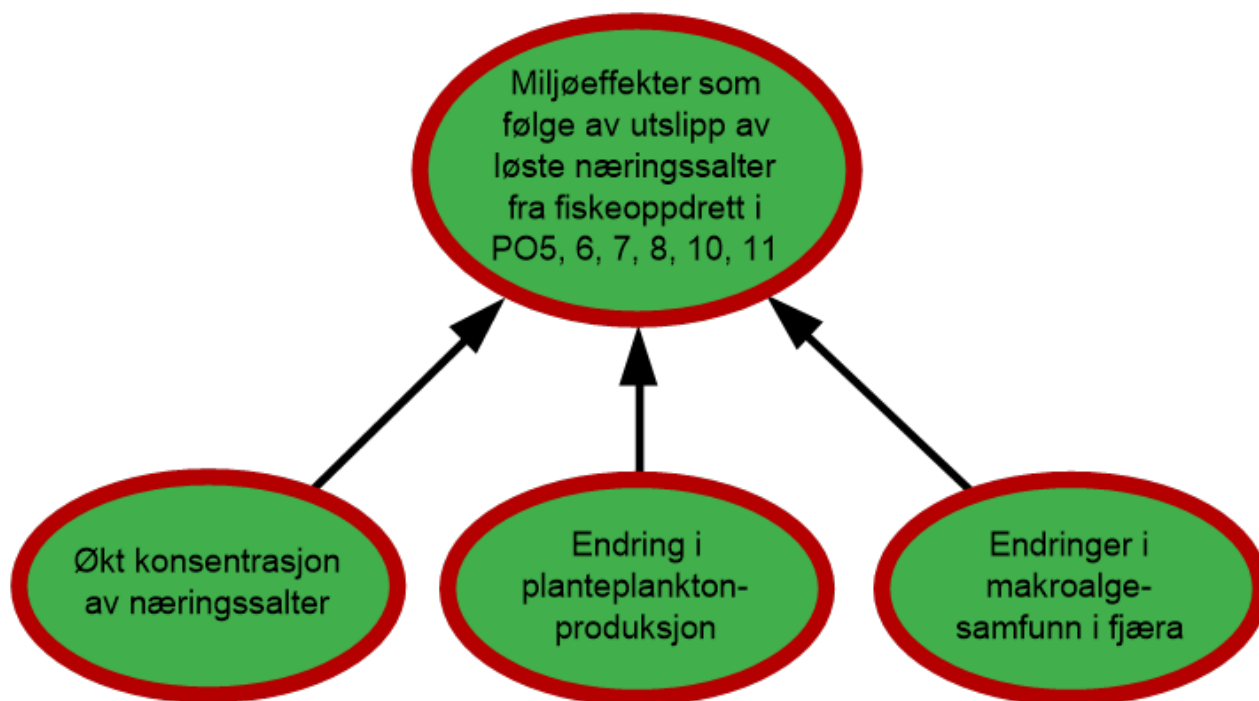 Miljøeffekter som
følge av utslipp av
løste næringssalter
fra fiskeoppdrett i
PO5, 6, 7, 8, 10, 11
Økt konsentrasjon
av næringssalter
Endring i
planteplankton-
produksjon
Endringer i
makroalge-
samfunn i fjæra